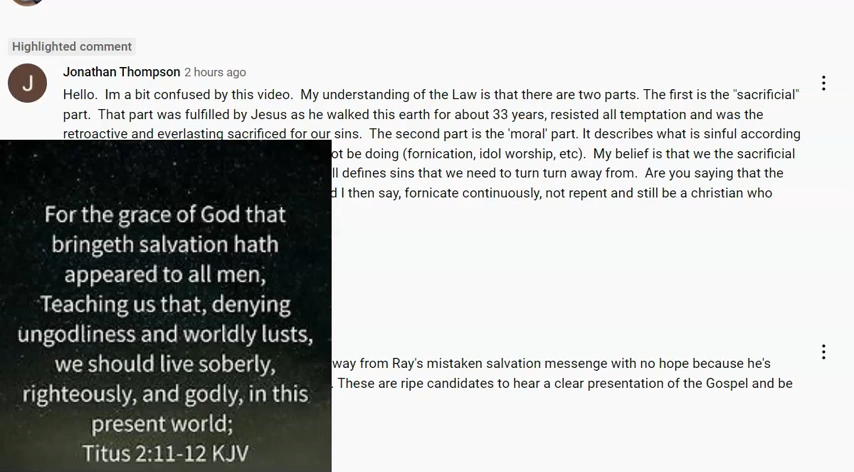 Highlighted comment
J
Jonathan Thompson 2 hours ago
Hello. Im a bit confused by this video. My understanding of the Law is that there are two parts. The first is the "sacrificial"
part. That part was fulfilled by Jesus as he walked this earth for about 33 years, resisted all temptation and was the
retroactive and everlasting sacrificed for our sins. The second part is the 'moral' part. It describes what is sinful according
ot be doing (fornication, idol worship, etc). My belief is that we the sacrificial
ll defines sins that we need to turn turn away from. Are you saying that the
d I then say, fornicate continuously, not repent and still be a christian who
way from Ray's mistaken salvation messenge with no hope because he's
. These are ripe candidates to hear a clear presentation of the Gospel and be
For the grace of God that
bringeth salvation hath
appeared to all men,
Teaching us that, denying
ungodliness and worldly lusts,
we should live soberly,
righteously, and godly, in this
present world;
Titus 2:11-12 KJV